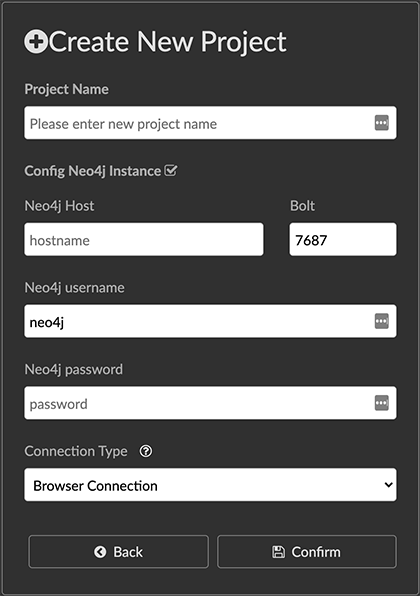 Create New Project
Project Name
Please enter new project name
Config Neo4j Instance
Neo4j Host Bolt
hostname 7687
Neo4j username
neo4j
Neo4j password
password
Connection Type
Browser Connection
Back Confirm